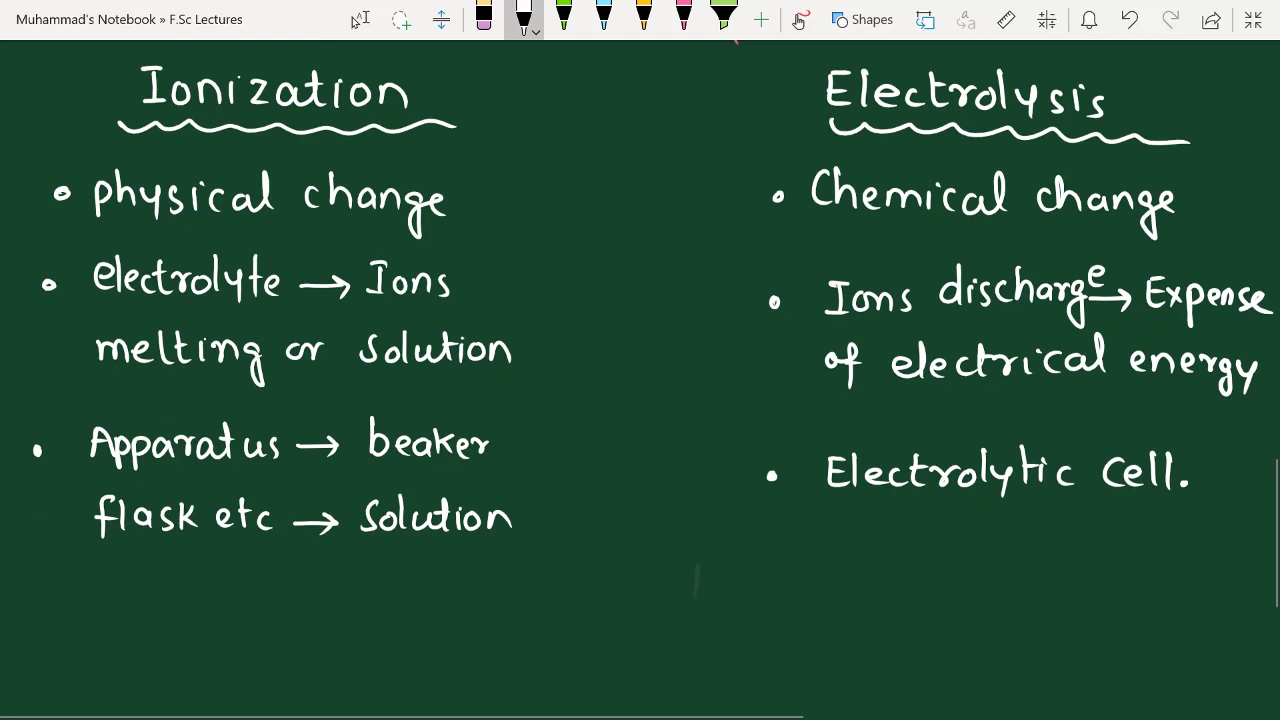 Muhammad's Notebook » F.Sc Lectures
Shapes
Ionization
• physical change
• electrolyte → Ions
melting or solution
• Apparatus → beaker
flask etc → solution
Electrolysis
• Chemical change
• Ions discharge → Expense
of electrical energy
• Electrolytic Cell.